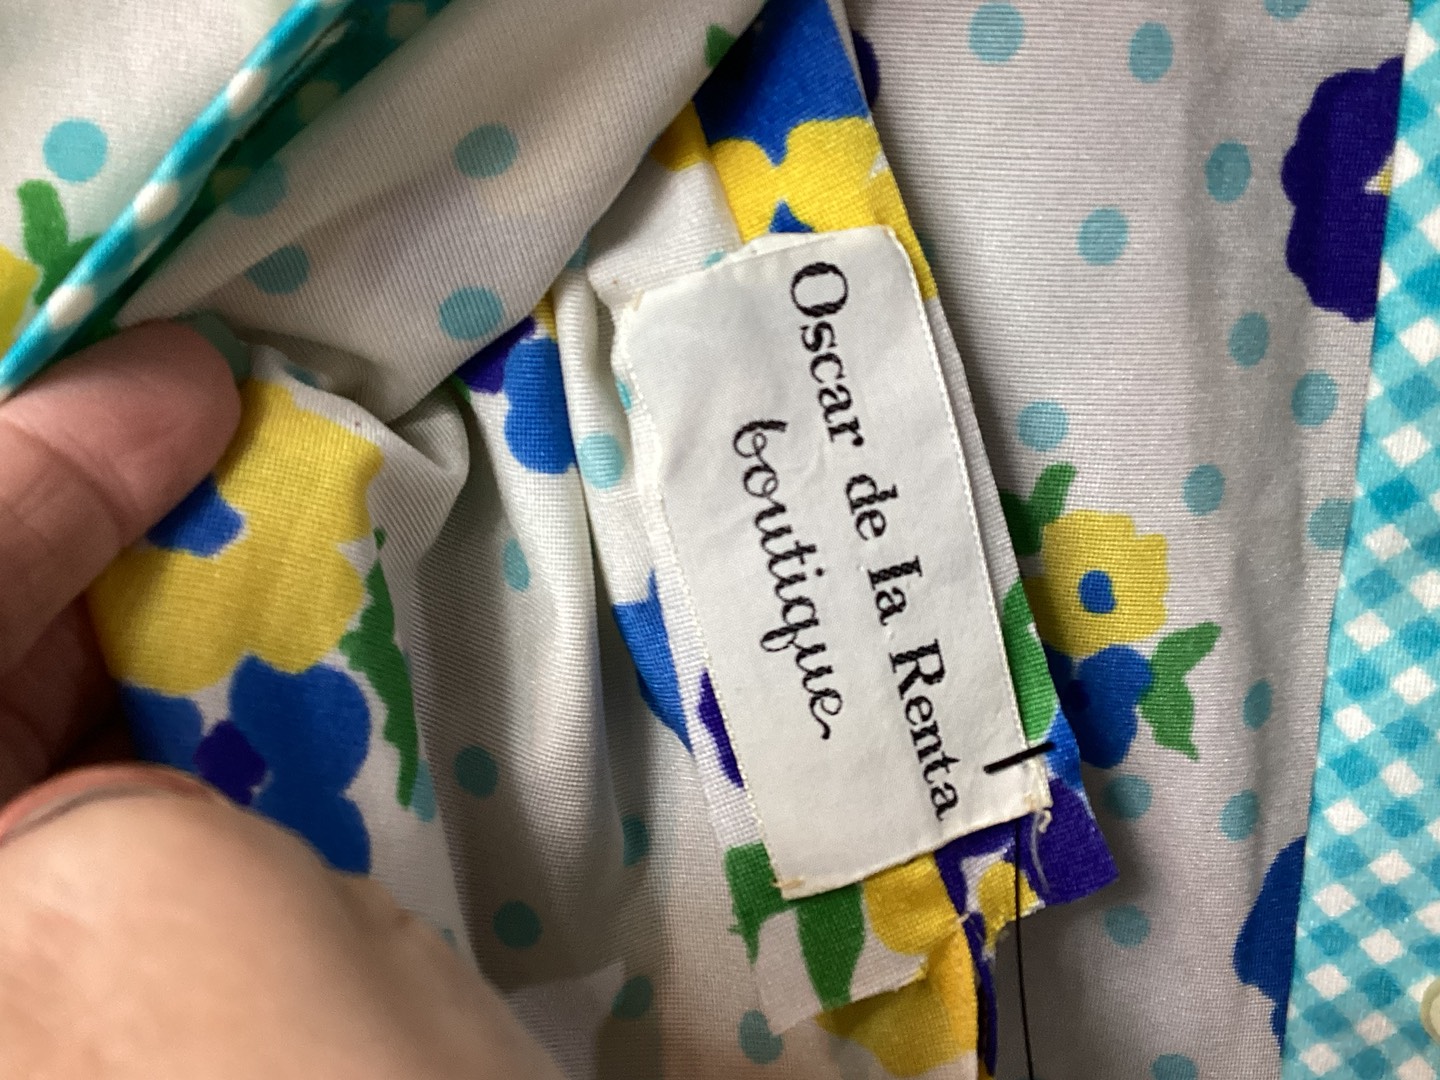 Oscar de la Renta
boutique